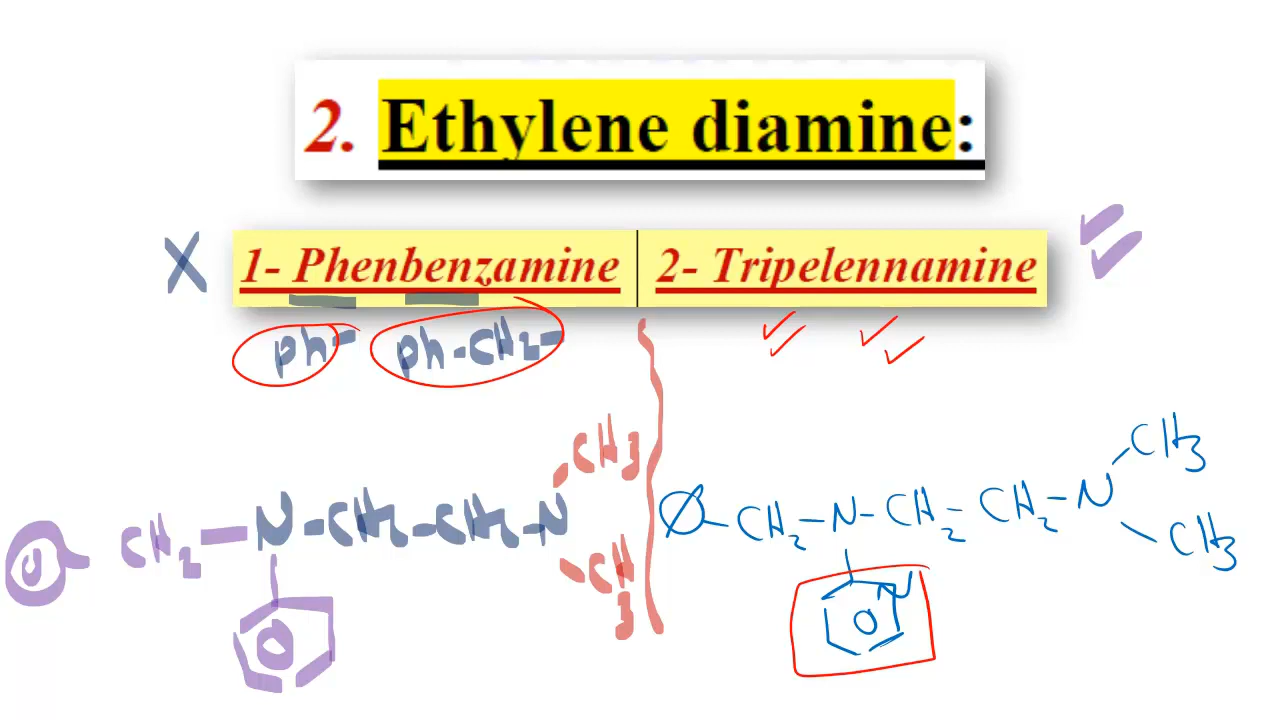 2. Ethylene diamine:
X 1- Phenbenzamine 2- Tripelennamine
ph- ph-CH2-
CH3 CH3
CH2-N-CH2-CH2-N Ø-CH2-N-CH2-CH2-N
CH3 CH3
N